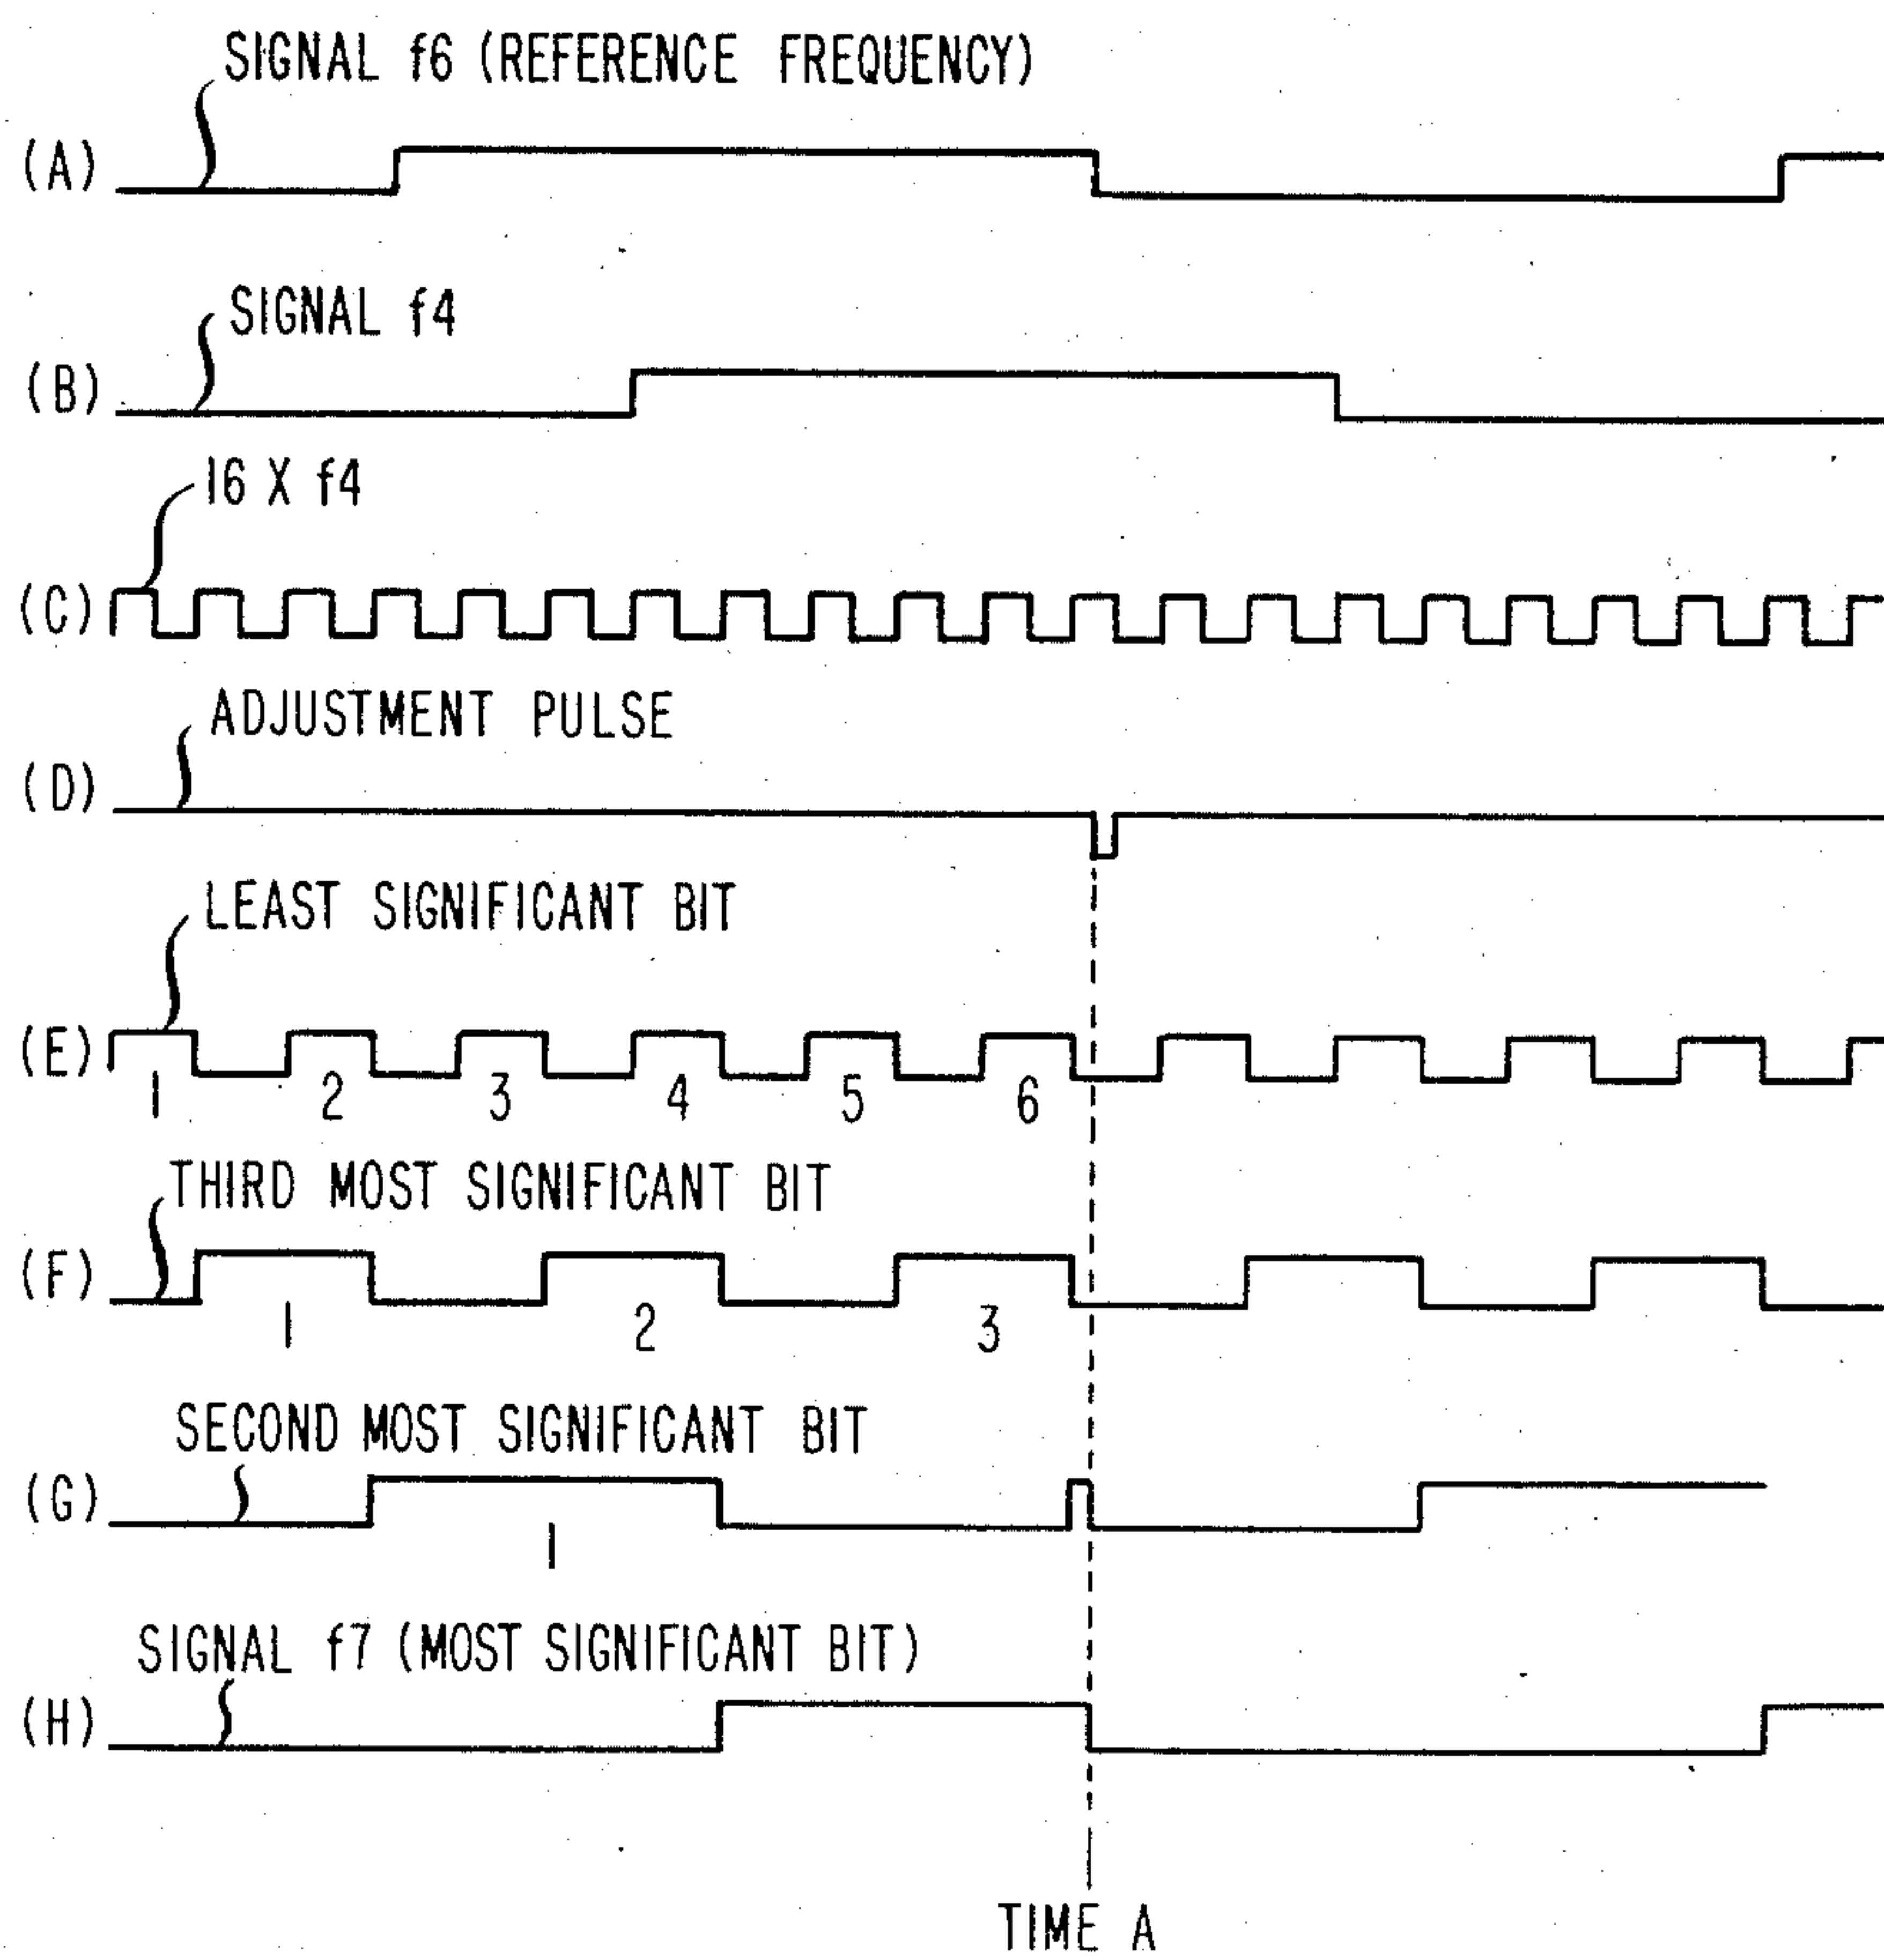 SIGNAL f6 (REFERENCE FREQUENCY)
(A)
SIGNAL f4
(B)
16 X f4
(C)
ADJUSTMENT PULSE
(D)
LEAST SIGNIFICANT BIT
(E)
1 2 3 4 5 6
THIRD MOST SIGNIFICANT BIT
(F)
1 2 3
SECOND MOST SIGNIFICANT BIT
(G)
1
SIGNAL f7 (MOST SIGNIFICANT BIT)
(H)
TIME A